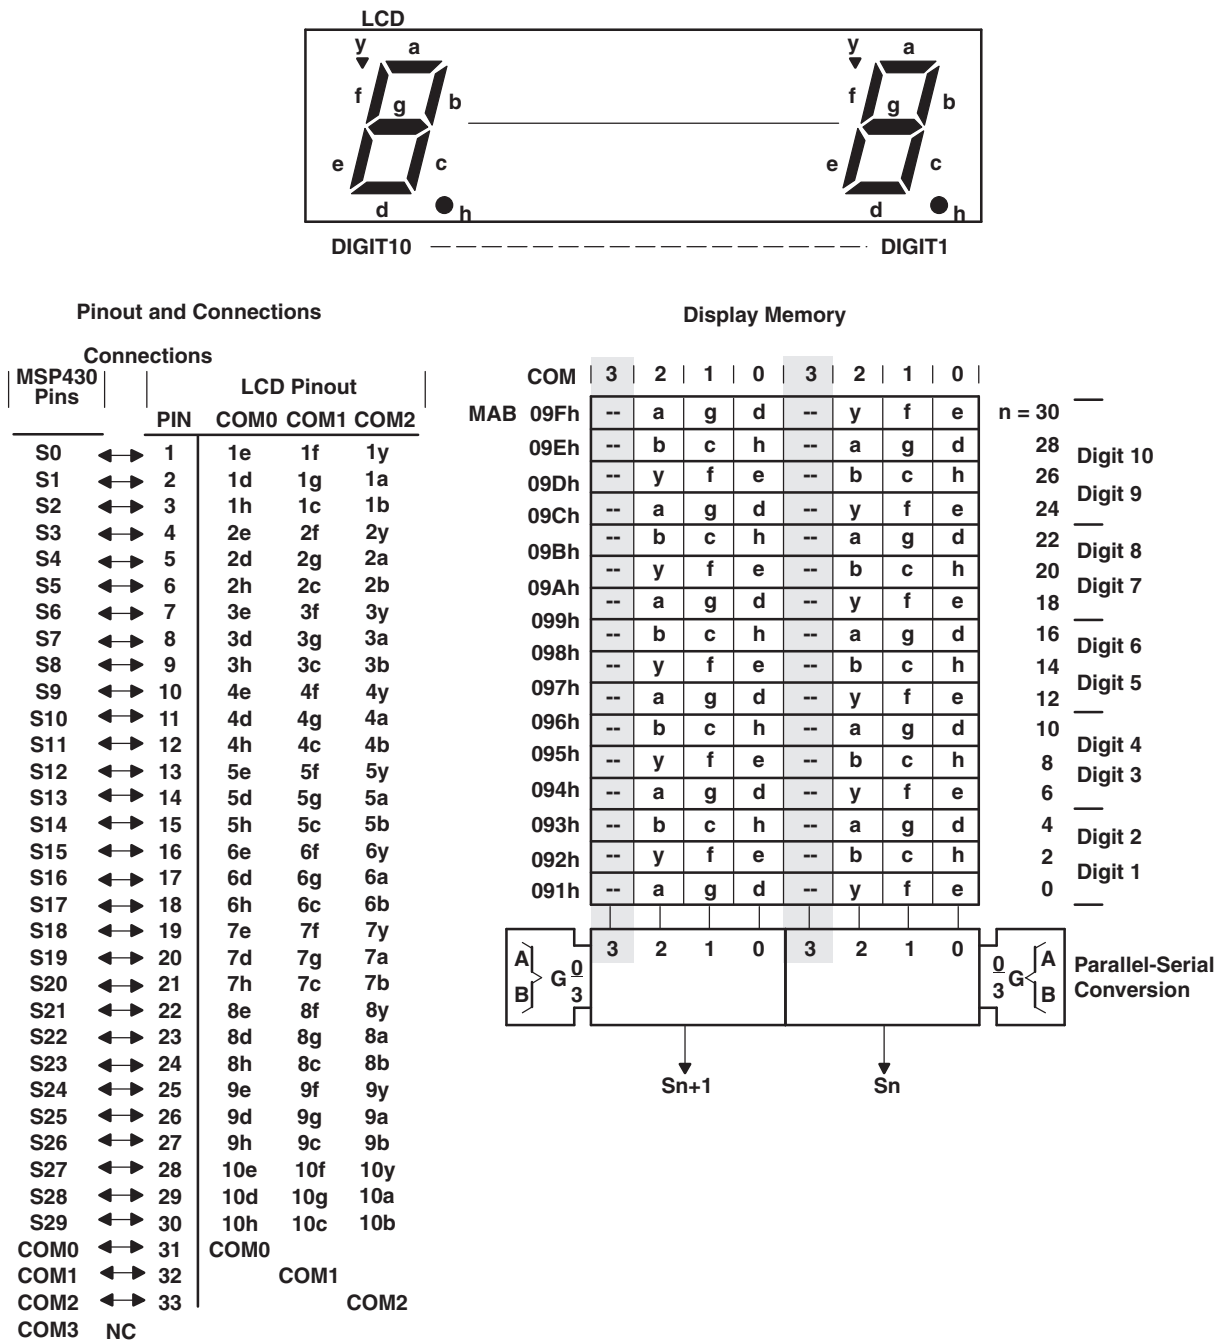 LCD
y a y a
f g b f g b
e c e c
d h d h
DIGIT10 DIGIT1
Pinout and Connections
Connections
MSP430 Pins LCD Pinout
PIN COM0 COM1 COM2
S0 1 1e 1f 1y
S1 2 1d 1g 1a
S2 3 1h 1c 1b
S3 4 2e 2f 2y
S4 5 2d 2g 2a
S5 6 2h 2c 2b
S6 7 3e 3f 3y
S7 8 3d 3g 3a
S8 9 3h 3c 3b
S9 10 4e 4f 4y
S10 11 4d 4g 4a
S11 12 4h 4c 4b
S12 13 5e 5f 5y
S13 14 5d 5g 5a
S14 15 5h 5c 5b
S15 16 6e 6f 6y
S16 17 6d 6g 6a
S17 18 6h 6c 6b
S18 19 7e 7f 7y
S19 20 7d 7g 7a
S20 21 7h 7c 7b
S21 22 8e 8f 8y
S22 23 8d 8g 8a
S23 24 8h 8c 8b
S24 25 9e 9f 9y
S25 26 9d 9g 9a
S26 27 9h 9c 9b
S27 28 10e 10f 10y
S28 29 10d 10g 10a
S29 30 10h 10c 10b
COM0 31 COM0
COM1 32 COM1
COM2 33 COM2
COM3 NC
Display Memory
COM 3 2 1 0 3 2 1 0
MAB 09Fh -- a g d -- y f e n = 30
09Eh -- b c h -- a g d 28 Digit 10
09Dh -- y f e -- b c h 26
09Ch -- a g d -- y f e 24 Digit 9
09Bh -- b c h -- a g d 22 Digit 8
09Ah -- y f e -- b c h 20 Digit 7
099h -- a g d -- y f e 18
098h -- b c h -- a g d 16 Digit 6
097h -- y f e -- b c h 14 Digit 5
096h -- a g d -- y f e 12
095h -- b c h -- a g d 10 Digit 4
094h -- y f e -- b c h 8 Digit 3
093h -- a g d -- y f e 6
092h -- b c h -- a g d 4 Digit 2
091h -- y f e -- b c h 2 Digit 1
-- a g d -- y f e 0
3 2 1 0 3 2 1 0
A B G 0 3 0 3 G A B
Parallel-Serial
Conversion
Sn+1 Sn